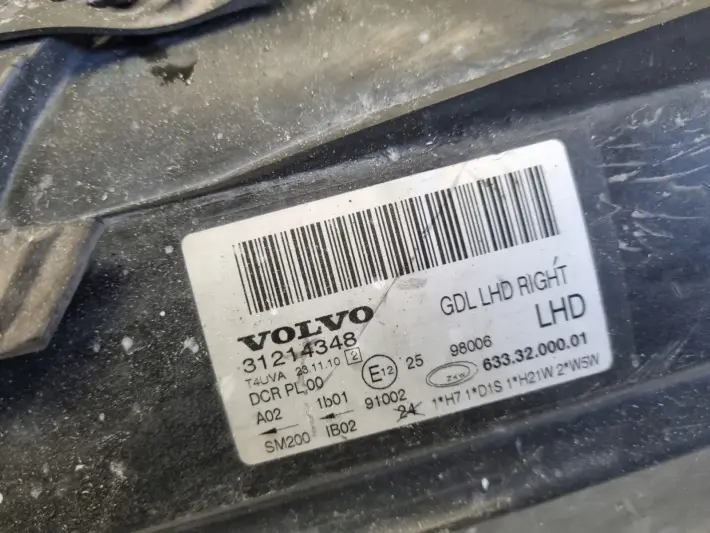 GDL LHD RIGHT
LHD
VOLVO
31214348
T4UVA 23.11.10 2
DCR PL 00
E12 25
98006
633.32.000.01
A02 1b01 91002
ZKW
SM200 IB02
24 1*H7 1*D1S 1*H21W 2*W5W